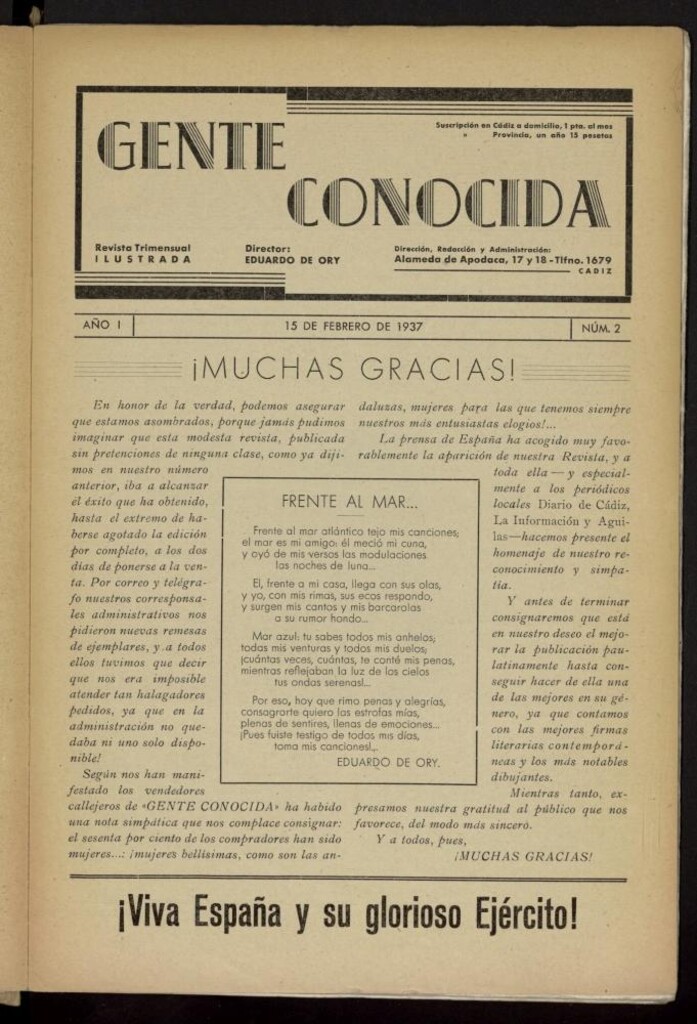 GENTE
CONOCIDA
Suscripción en Cádiz a domicilio, 1 pta. al mes
» Provincia, un año 15 pesetas
Revista Trimensual
ILUSTRADA
Director:
EDUARDO DE ORY
Dirección, Redacción y Administración:
Alameda de Apodaca, 17 y 18 - Tlfno. 1679
CADIZ
AÑO I
15 DE FEBRERO DE 1937
NÚM. 2
¡MUCHAS GRACIAS!
En honor de la verdad, podemos asegurar
que estamos asombrados, porque jamás pudimos
imaginar que esta modesta revista, publicada
sin pretenciones de ninguna clase, como ya diji-
mos en nuestro número
anterior, iba a alcanzar
el éxito que ha obtenido,
hasta el extremo de ha-
berse agotado la edición
por completo, a los dos
días de ponerse a la ven-
ta. Por correo y telégra-
fo nuestros corresponsa-
les administrativos nos
pidieron nuevas remesas
de ejemplares, y a todos
ellos tuvimos que decir
que nos era imposible
atender tan halagadores
pedidos, ya que en la
administración no que-
daba ni uno solo dispo-
nible!
Según nos han mani-
festado los vendedores
callejeros de «GENTE CONOCIDA» ha habido
una nota simpática que nos complace consignar:
el sesenta por ciento de los compradores han sido
mujeres...: ¡mujeres bellísimas, como son las an-
daluzas, mujeres para las que tenemos siempre
nuestros más entusiastas elogios!...
La prensa de España ha acogido muy favo-
rablemente la aparición de nuestra Revista, y a
toda ella—y especial-
mente a los periódicos
locales Diario de Cádiz,
La Información y Agui-
las—hacemos presente el
homenaje de nuestro re-
conocimiento y simpa-
tía.
Y antes de terminar
consignaremos que está
en nuestro deseo el mejo-
rar la publicación pau-
latinamente hasta con-
seguir hacer de ella una
de las mejores en su gé-
nero, ya que contamos
con las mejores firmas
literarias contemporá-
neas y los más notables
dibujantes.
Mientras tanto, ex-
presamos nuestra gratitud al público que nos
favorece, del modo más sincero.
Y a todos, pues,
¡MUCHAS GRACIAS!
FRENTE AL MAR...
Frente al mar atlántico tejo mis canciones;
el mar es mi amigo: él meció mi cuna,
y oyó de mis versos las modulaciones
las noches de luna...
El, frente a mi casa, llega con sus olas,
y yo, con mis rimas, sus ecos respondo,
y surgen mis cantos y mis barcarolas
a su rumor hondo...
Mar azul: tu sabes todos mis anhelos;
todas mis venturas y todos mis duelos;
¡cuántas veces, cuántas, te conté mis penas,
mientras reflejaban la luz de los cielos
tus ondas serenas!...
Por eso, hoy que rimo penas y alegrías,
consagrarte quiero las estrofas mías,
plenas de sentires, llenas de emociones...
¡Pues fuiste testigo de todos mis días,
toma mis canciones!...
EDUARDO DE ORY.
¡Viva España y su glorioso Ejército!